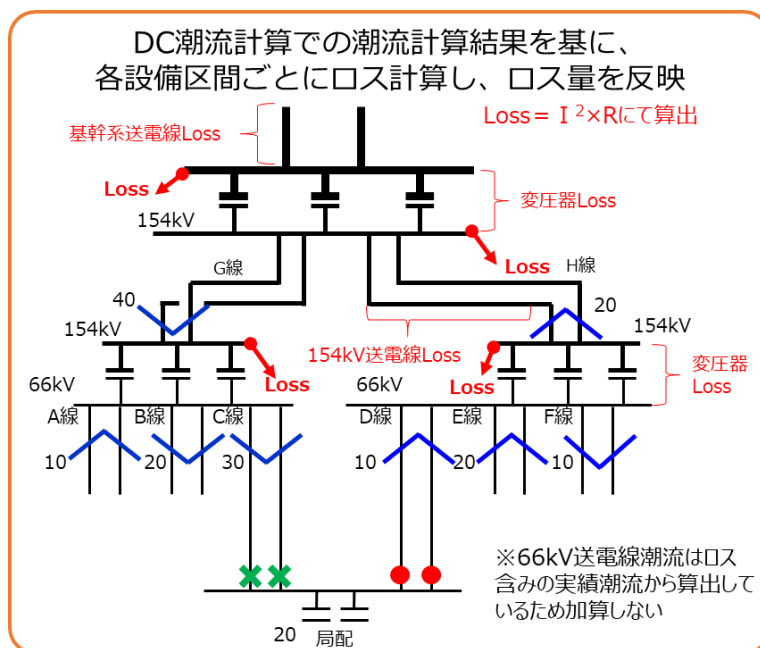 DC潮流計算での潮流計算結果を基に、
各設備区間ごとにロス計算し、ロス量を反映
Loss= I ²×Rにて算出
基幹系送電線Loss
Loss
変圧器Loss
154kV
Loss
G線
H線
40
20
154kV
154kV
154kV送電線Loss
Loss
Loss
変圧器
Loss
66kV
66kV
A線
B線
C線
D線
E線
F線
10
20
30
10
20
10
※66kV送電線潮流はロス
含みの実績潮流から算出して
いるため加算しない
20
局配